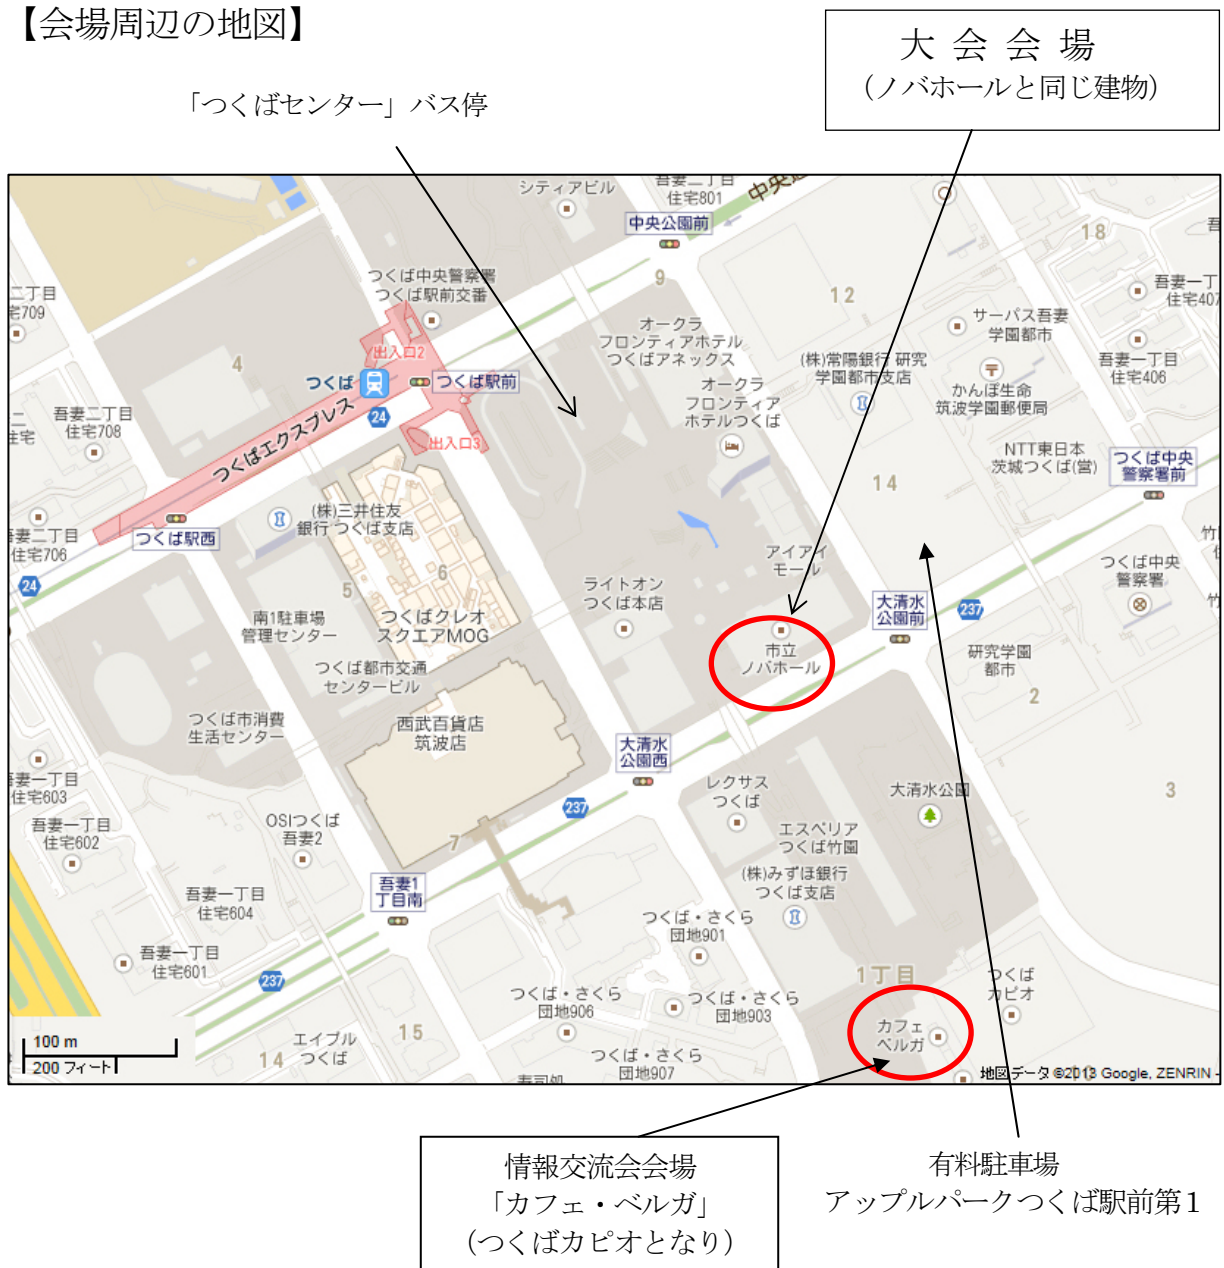 【会場周辺の地図】
大会会場
（ノバホールと同じ建物）
「つくばセンター」バス停
シティアビル
吾妻二丁目
住宅801
中央公園前
中央通
18
9
12
つくば中央警察署
つくば駅前交番
二丁目
宅709
吾妻一丁
住宅407
4
オークラ
フロンティアホテル
つくばアネックス
サーパス吾妻
学園都市
出入口2
(株)常陽銀行 研究
学園都市支店
吾妻一丁目
住宅406
つくば
つくば駅前
オークラ
フロンティア
ホテルつくば
かんぽ生命
筑波学園郵便局
24
吾妻二丁目
住宅708
住宅
つくばエクスプレス
出入口3
NTT東日本
茨城つくば(営)
つくば中央
警察署前
14
(株)三井住友
銀行 つくば支店
つくば駅西
吾妻二丁目
住宅706
24
アイアイ
モール
つくば中央
警察署
竹
5
6
ライトオン
つくば本店
大清水
公園前
237
南1駐車場
管理センター
つくばクレオ
スクエアMOG
市立
ノバホール
研究学園
都市
2
つくば都市交通
センタービル
つくば市消費
生活センター
西武百貨店
筑波店
大清水
公園西
吾妻一丁目
住宅603
レクサス
つくば
大清水公園
3
237
吾妻一丁目
住宅602
OSIつくば
吾妻2
7
エスペリア
つくば竹園
(株)みずほ銀行
つくば支店
吾妻1
丁目南
吾妻一丁目
住宅604
つくば・さくら
団地901
吾妻一丁目
住宅601
237
1丁目
つくば
カピオ
つくば・さくら
団地906
つくば・さくら
団地903
カフェ
ベルガ
15
エイブル
つくば
14
つくば・さくら
団地907
寿司処
100 m
200 フィート
地図データ ©2013 Google, ZENRIN -
情報交流会会場
「カフェ・ベルガ」
（つくばカピオとなり）
有料駐車場
アップルパークつくば駅前第１